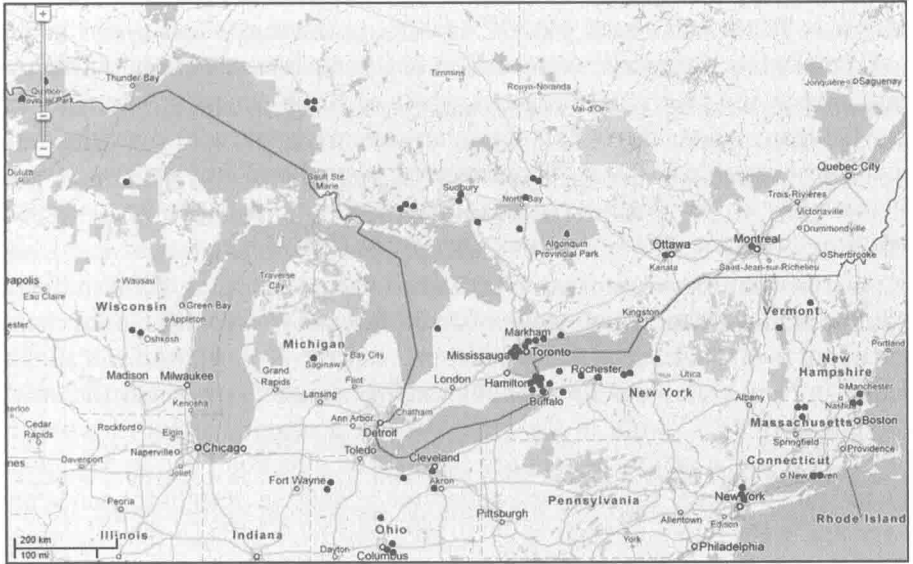 +
Thunder Bay
Timmins
Rouyn-Noranda
Val-d'Or
Jonquière
Saguenay
Duluth
Sault Ste.
Marie
Sudbury
North Bay
Quebec City
Trois-Rivières
Victoriaville
Drummondville
Algonquin
Provincial Park
Ottawa
Kanata
Montreal
Saint-Jean-sur-Richelieu
Sherbrooke
eapolis
Eau Claire
Wausau
Wisconsin
Green Bay
Appleton
Oshkosh
Traverse
City
Kingston
Vermont
Portland
ester
Michigan
Bay City
Saginaw
Markham
Mississauga
Toronto
New
Hampshire
Madison
Milwaukee
Grand
Rapids
Flint
Lansing
London
Hamilton
Rochester
Buffalo
Utica
New York
Albany
Manchester
Nashua
Kenosha
Cedar
Rapids
Rockford
Elgin
Naperville
Chicago
Joliet
Davenport
Ann Arbor
Chatham
Detroit
Toledo
Massachusetts
Boston
Springfield
Providence
Connecticut
New Haven
nes
Peoria
Fort Wayne
Cleveland
Akron
Pennsylvania
New York
Rhode Island
Pittsburgh
Allentown
Edison
200 km
100 mi
Illinois
Indiana
Ohio
Dayton
Columbus
York
Philadelphia